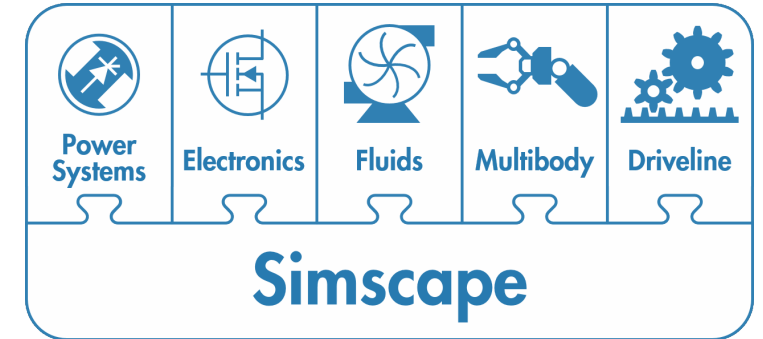 Power
Systems
Electronics
Fluids
Multibody
Driveline
Simscape